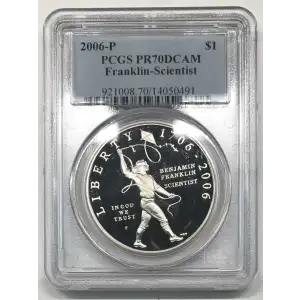 2006-P $1
PCGS PR70DCAM
Franklin-Scientist
921008.70/14050491
LIBERTY 1706 2006
BENJAMIN
FRANKLIN
SCIENTIST
IN GOD
WE
TRUST
P